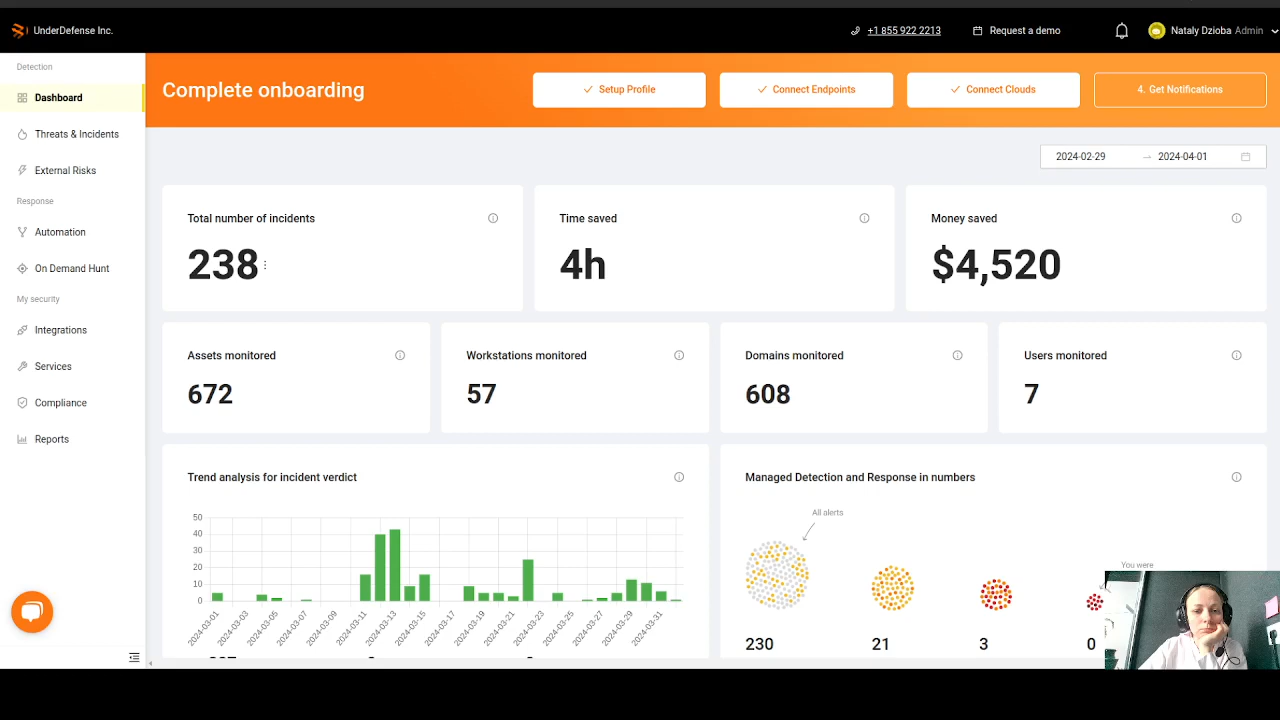 UnderDefense Inc.
+1 855 922 2213
Request a demo
Nataly Dzioba Admin
Detection
Dashboard
Threats & Incidents
External Risks
Response
Automation
On Demand Hunt
My security
Integrations
Services
Compliance
Reports
Complete onboarding
Setup Profile
Connect Endpoints
Connect Clouds
4. Get Notifications
2024-02-29 → 2024-04-01
Total number of incidents
238
Time saved
4h
Money saved
$4,520
Assets monitored
672
Workstations monitored
57
Domains monitored
608
Users monitored
7
Trend analysis for incident verdict
50
40
30
20
10
0
2024-03-01
2024-03-03
2024-03-05
2024-03-07
2024-03-09
2024-03-11
2024-03-13
2024-03-15
2024-03-17
2024-03-19
2024-03-21
2024-03-23
2024-03-25
2024-03-27
2024-03-29
2024-03-31
Managed Detection and Response in numbers
All alerts
You were
230
21
3
0